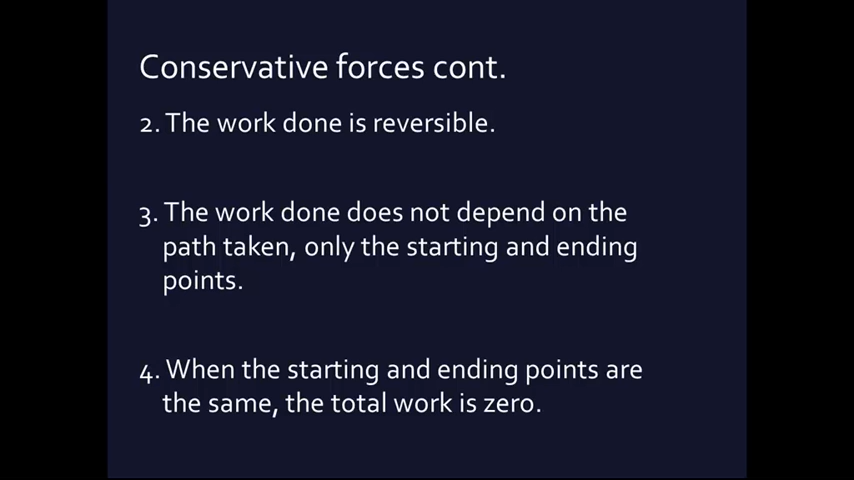 Conservative forces cont.
2. The work done is reversible.
3. The work done does not depend on the
path taken, only the starting and ending
points.
4. When the starting and ending points are
the same, the total work is zero.